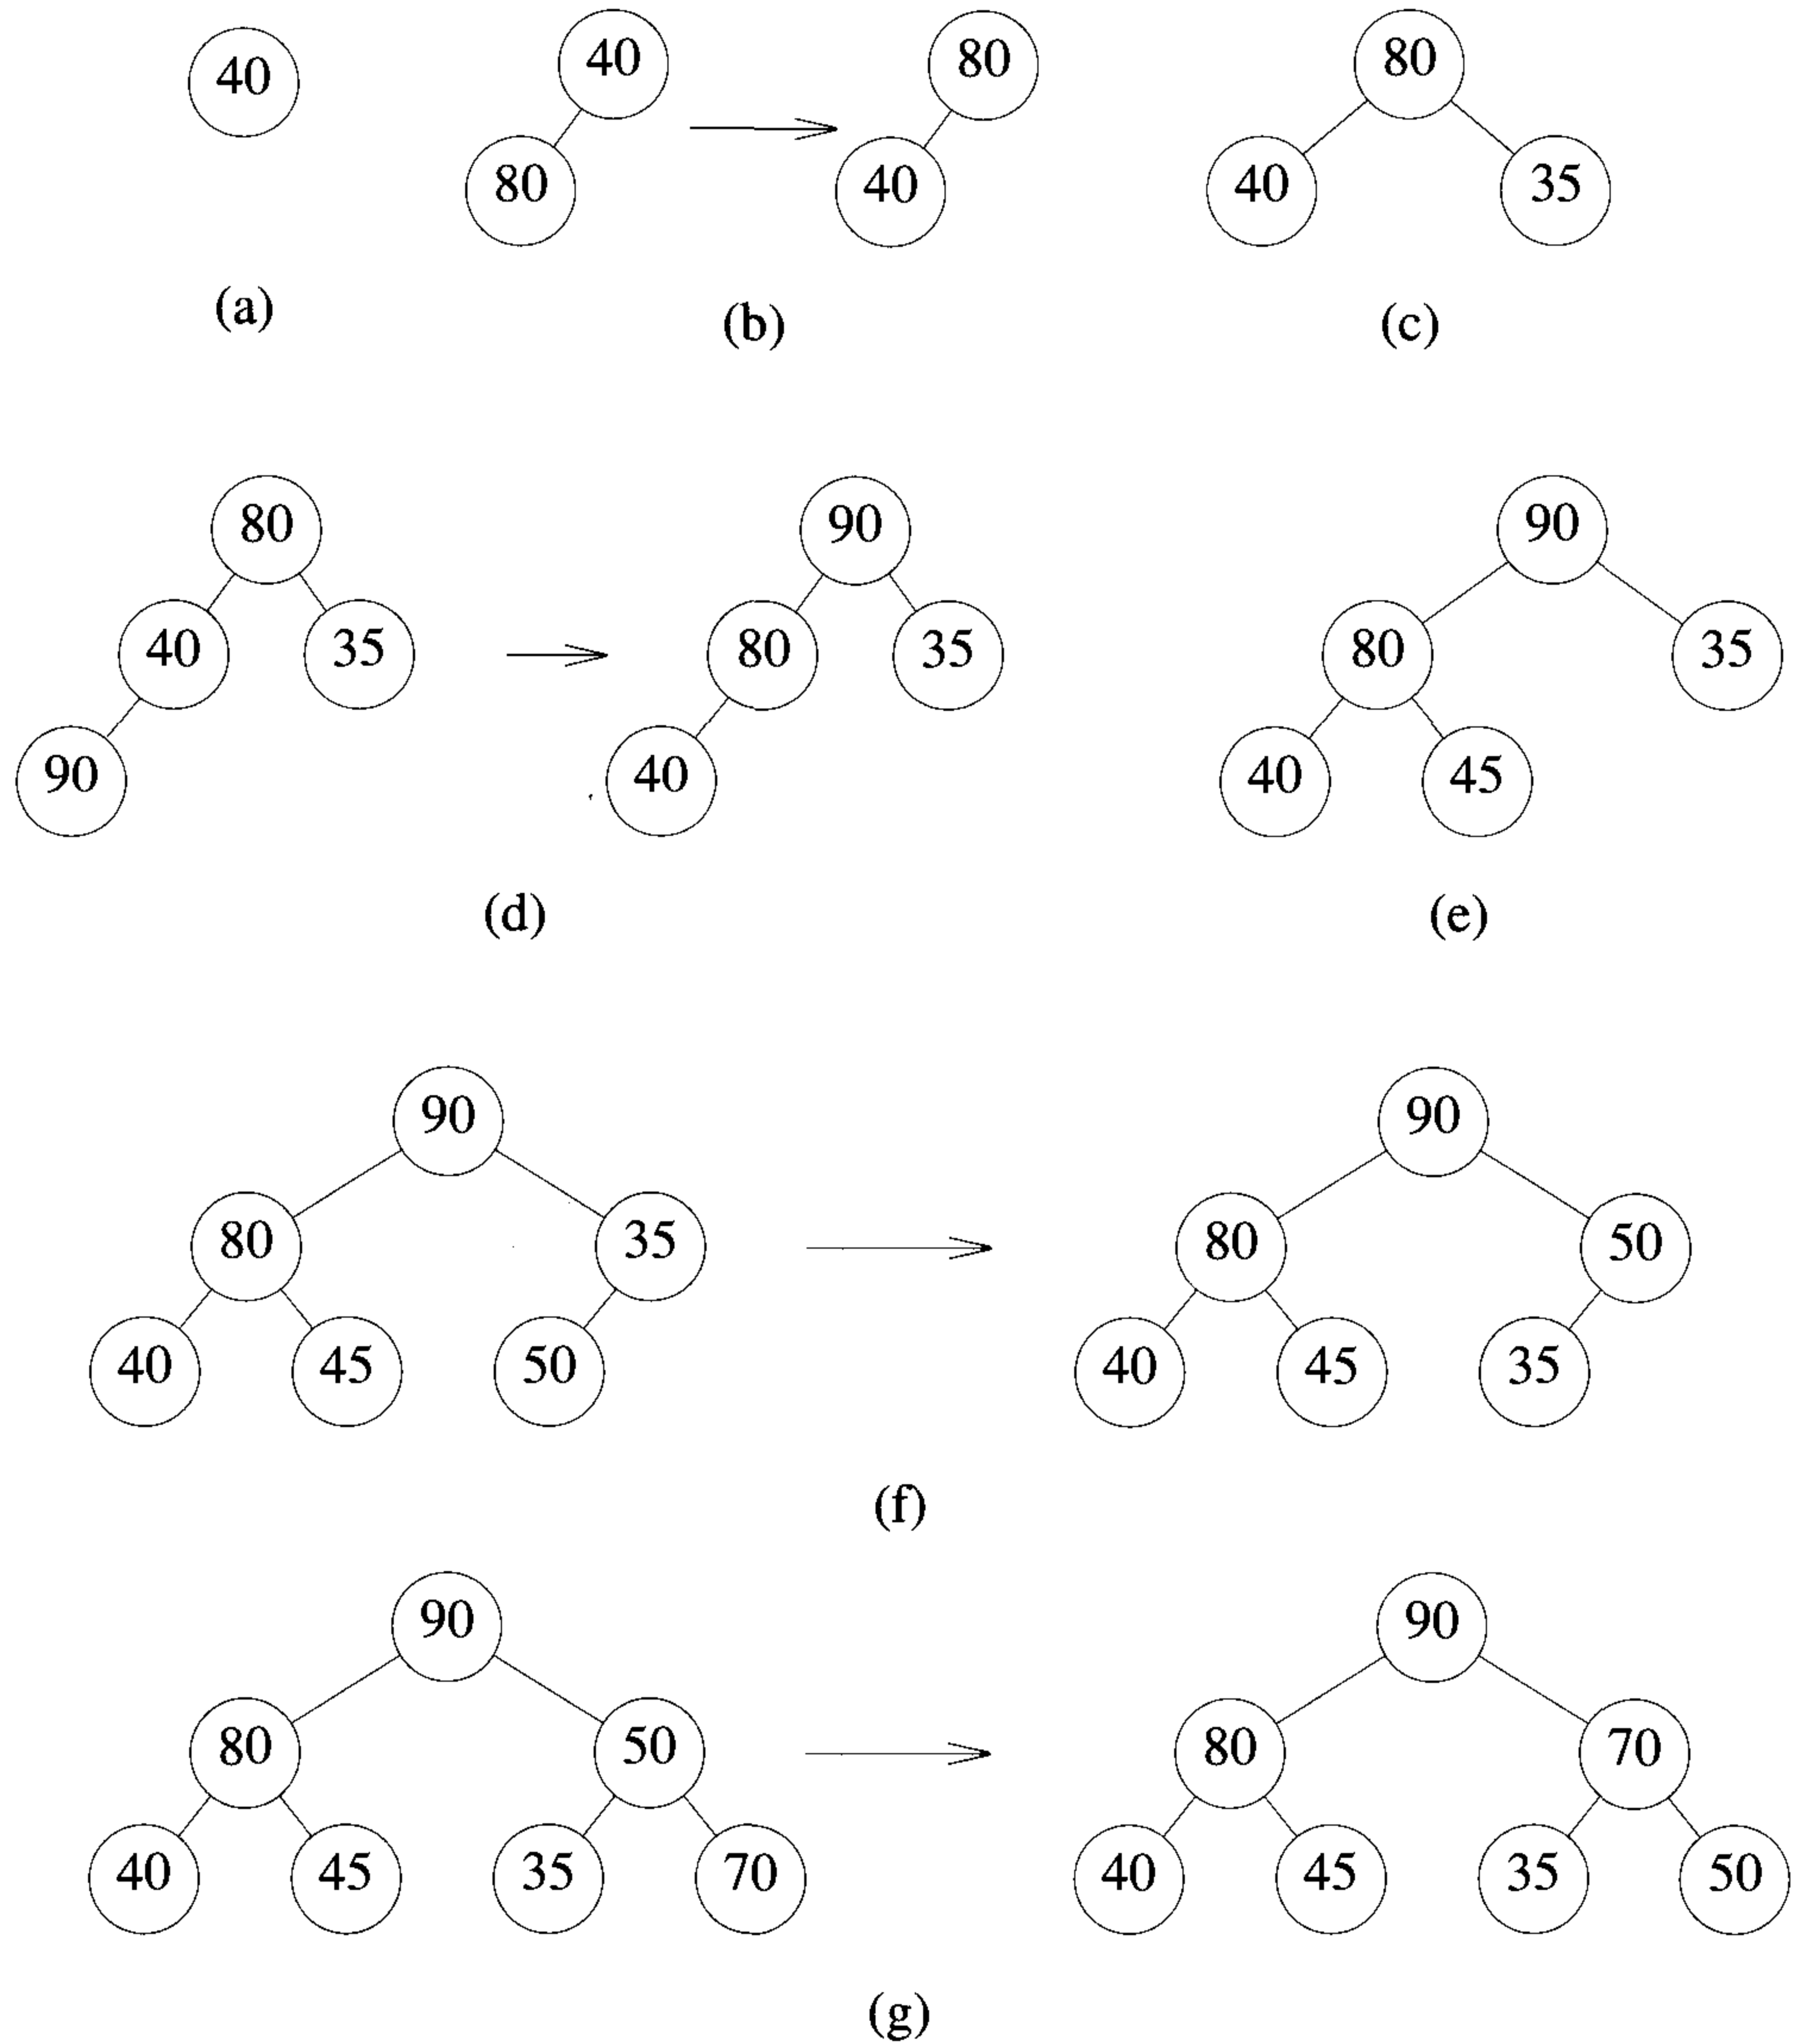 40 40 80 80
80 40 40 35
(a) (b) (c)
80 90 90
40 35 80 35 80 35
90 40 40 45
(d) (e)
90 90
80 35 80 50
40 45 50 40 45 35
(f)
90 90
80 50 80 70
40 45 35 70 40 45 35 50
(g)